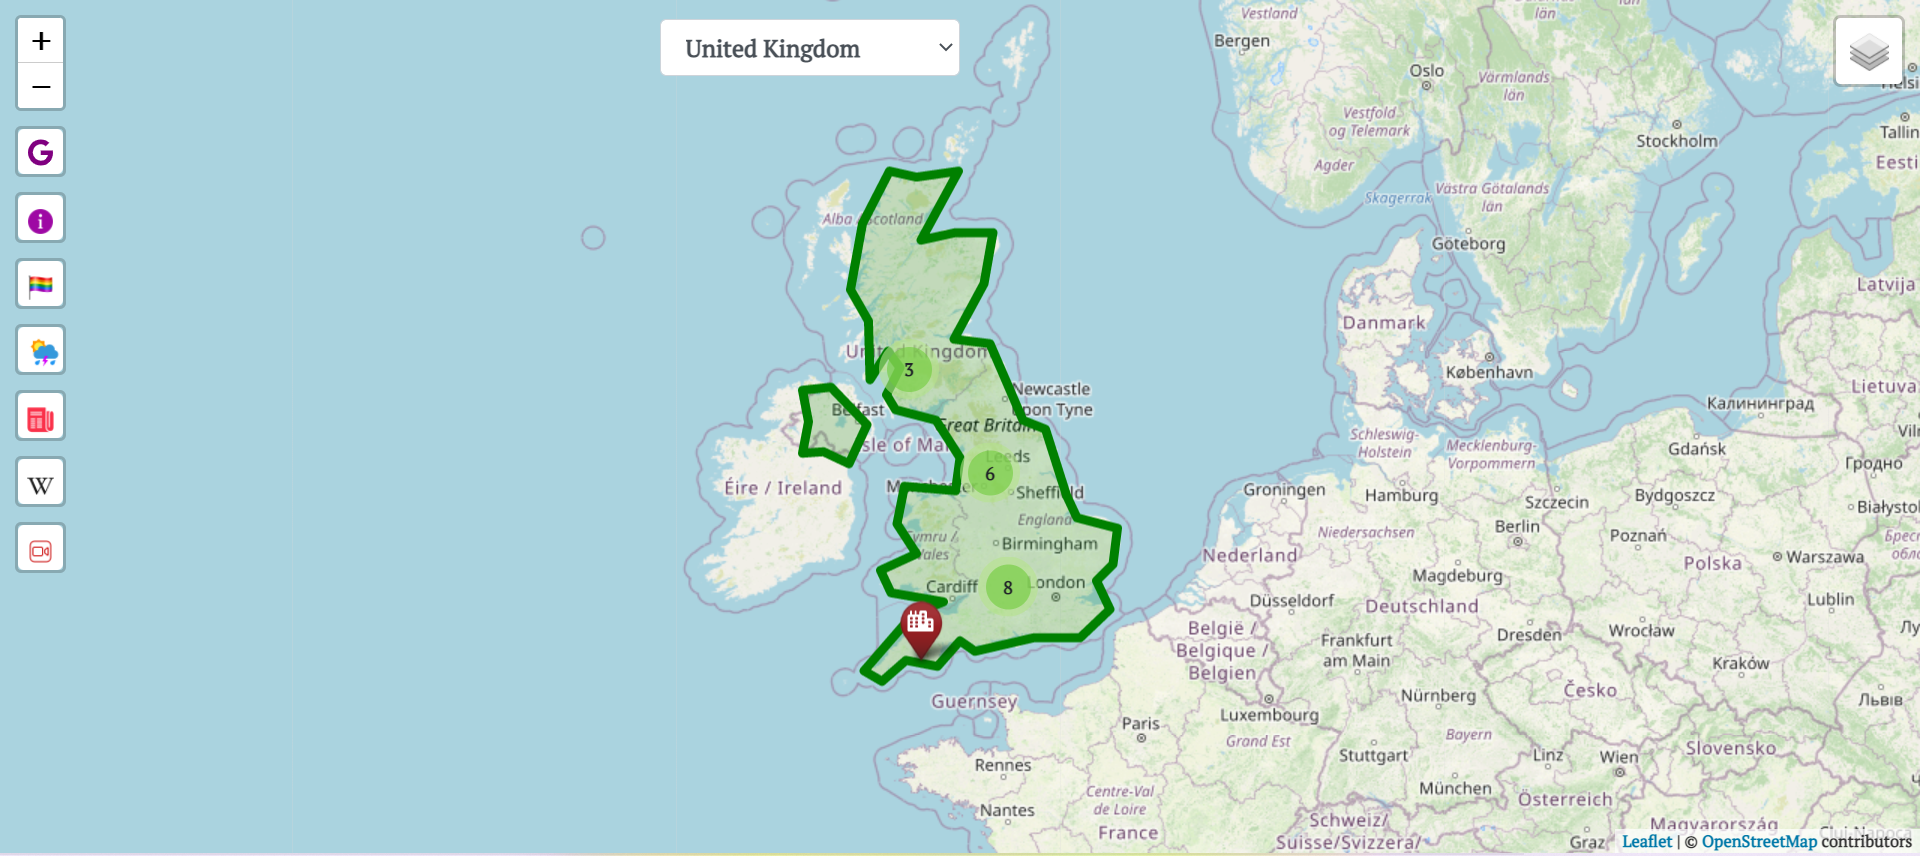 +
−
G
i
W
United Kingdom
Vestland
Bergen
Oslo
Värmlands
län
län
län
Vestfold
og Telemark
Agder
Stockholm
Tallin
Eesti
Skagerrak
Västra Götalands
län
Göteborg
Latvija
Danmark
København
Lietuva
Alba / Scotland
United Kingdom
3
Newcastle
upon Tyne
Belfast
Great Britain
Isle of Man
Leeds
6
Manchester
Sheffield
Éire / Ireland
England
Cymru /
Wales
Birmingham
Cardiff
8
London
Guernsey
Калининград
Gdańsk
Schleswig-
Holstein
Mecklenburg-
Vorpommern
Гродно
Groningen
Hamburg
Szczecin
Bydgoszcz
Białystok
Niedersachsen
Berlin
Poznań
Nederland
Polska
Warszawa
Magdeburg
Düsseldorf
Deutschland
Lublin
België /
Belgique /
Belgien
Frankfurt
am Main
Dresden
Wrocław
Kraków
Luxembourg
Nürnberg
Česko
Львів
Paris
Grand Est
Stuttgart
Bayern
Linz
Wien
Slovensko
Rennes
München
Österreich
Nantes
Centre-Val
de Loire
France
Schweiz/
Suisse/Svizzera/
Graz
Magyarország
Cluj-Napoca
Leaflet | © OpenStreetMap contributors